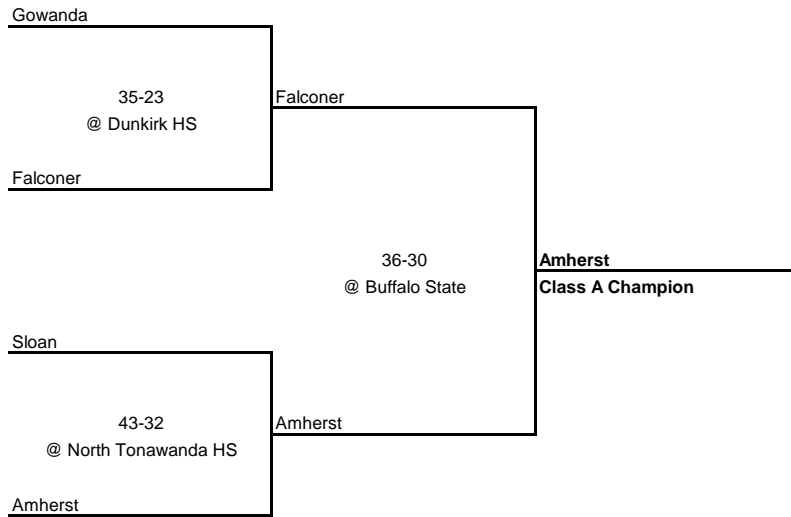 Gowanda
35-23
@ Dunkirk HS
Falconer
Falconer
36-30
@ Buffalo State
Amherst
Class A Champion
Sloan
43-32
@ North Tonawanda HS
Amherst
Amherst